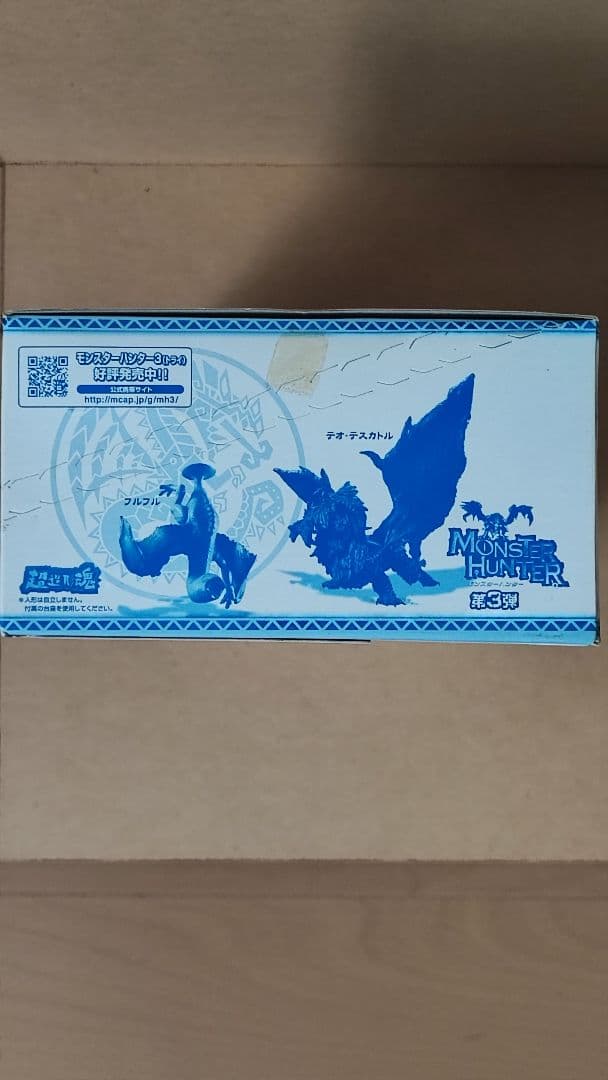 モンスターハンター3(トライ)
好評発売中!!
公式携帯サイト
http://mcap.jp/g/mh3/
テオ・テスカトル
フルフル
超造形魂
※人形は自立しません。
付属の台座を使用してください。
MONSTER
HUNTER
モンスターハンター
第3弾